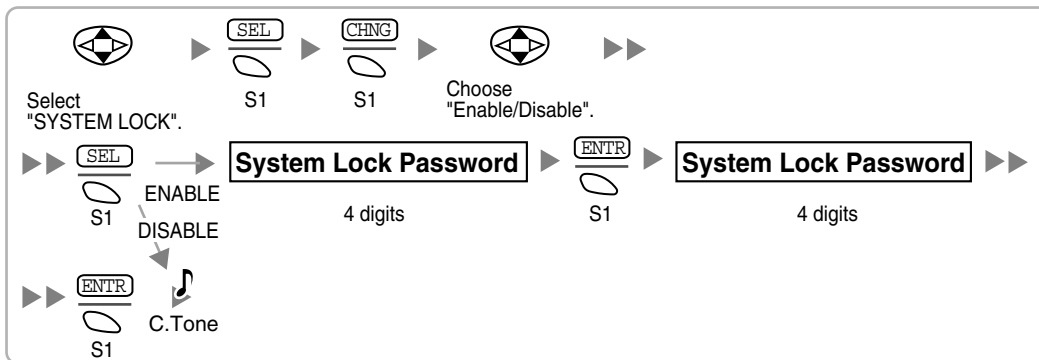 SEL
CHNG
S1
S1
Select
"SYSTEM LOCK".
Choose
"Enable/Disable".
SEL
S1
ENABLE
DISABLE
System Lock Password
4 digits
ENTR
S1
System Lock Password
4 digits
ENTR
S1
C.Tone